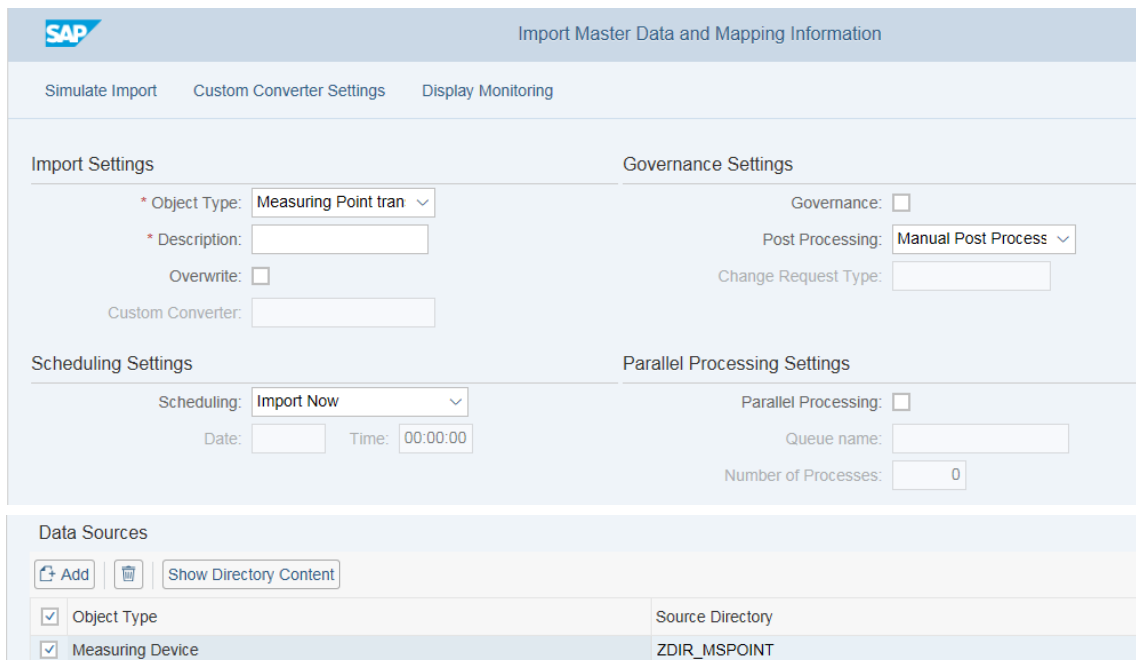 SAP Import Master Data and Mapping Information
Simulate Import Custom Converter Settings Display Monitoring
Import Settings
* Object Type: Measuring Point tran
* Description:
Overwrite:
Custom Converter:
Governance Settings
Governance:
Post Processing: Manual Post Process
Change Request Type:
Scheduling Settings
Scheduling: Import Now
Date: Time: 00:00:00
Parallel Processing Settings
Parallel Processing:
Queue name:
Number of Processes: 0
Data Sources
Add Show Directory Content
Object Type Source Directory
Measuring Device ZDIR_MSPOINT